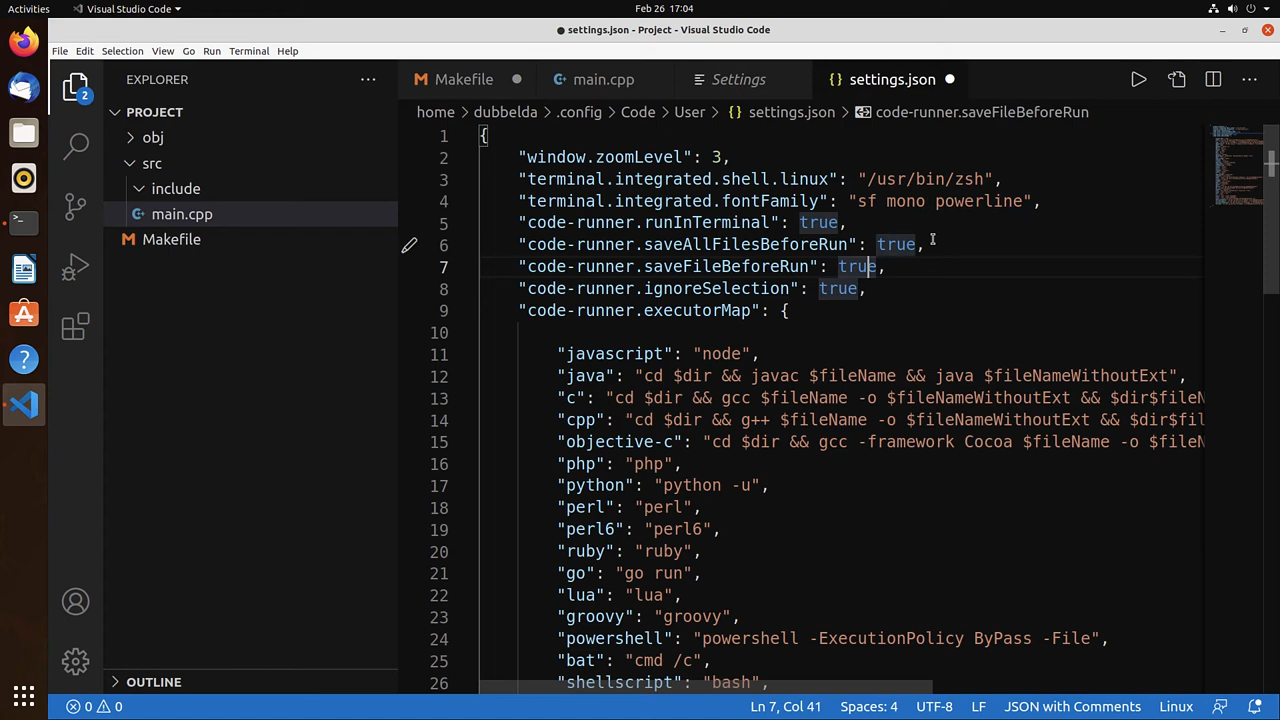 Activities
Visual Studio Code
Feb 26 17:04
● settings.json - Project - Visual Studio Code
File Edit Selection View Go Run Terminal Help
EXPLORER
2
PROJECT
obj
src
include
main.cpp
Makefile
OUTLINE
Makefile
main.cpp
Settings
{} settings.json
home > dubbelda > .config > Code > User > {} settings.json > code-runner.saveFileBeforeRun
1 {
2 "window.zoomLevel": 3,
3 "terminal.integrated.shell.linux": "/usr/bin/zsh",
4 "terminal.integrated.fontFamily": "sf mono powerline",
5 "code-runner.runInTerminal": true,
6 "code-runner.saveAllFilesBeforeRun": true,
7 "code-runner.saveFileBeforeRun": true,
8 "code-runner.ignoreSelection": true,
9 "code-runner.executorMap": {
10
11 "javascript": "node",
12 "java": "cd $dir && javac $fileName && java $fileNameWithoutExt",
13 "c": "cd $dir && gcc $fileName -o $fileNameWithoutExt && $dir$f
14 "cpp": "cd $dir && g++ $fileName -o $fileNameWithoutExt && $dir$fil
15 "objective-c": "cd $dir && gcc -framework Cocoa $fileName -o $fileN
16 "php": "php",
17 "python": "python -u",
18 "perl": "perl",
19 "perl6": "perl6",
20 "ruby": "ruby",
21 "go": "go run",
22 "lua": "lua",
23 "groovy": "groovy",
24 "powershell": "powershell -ExecutionPolicy ByPass -File",
25 "bat": "cmd /c",
26 "shellscript": "bash",
0 0
Ln 7, Col 41
Spaces: 4
UTF-8
LF
JSON with Comments
Linux